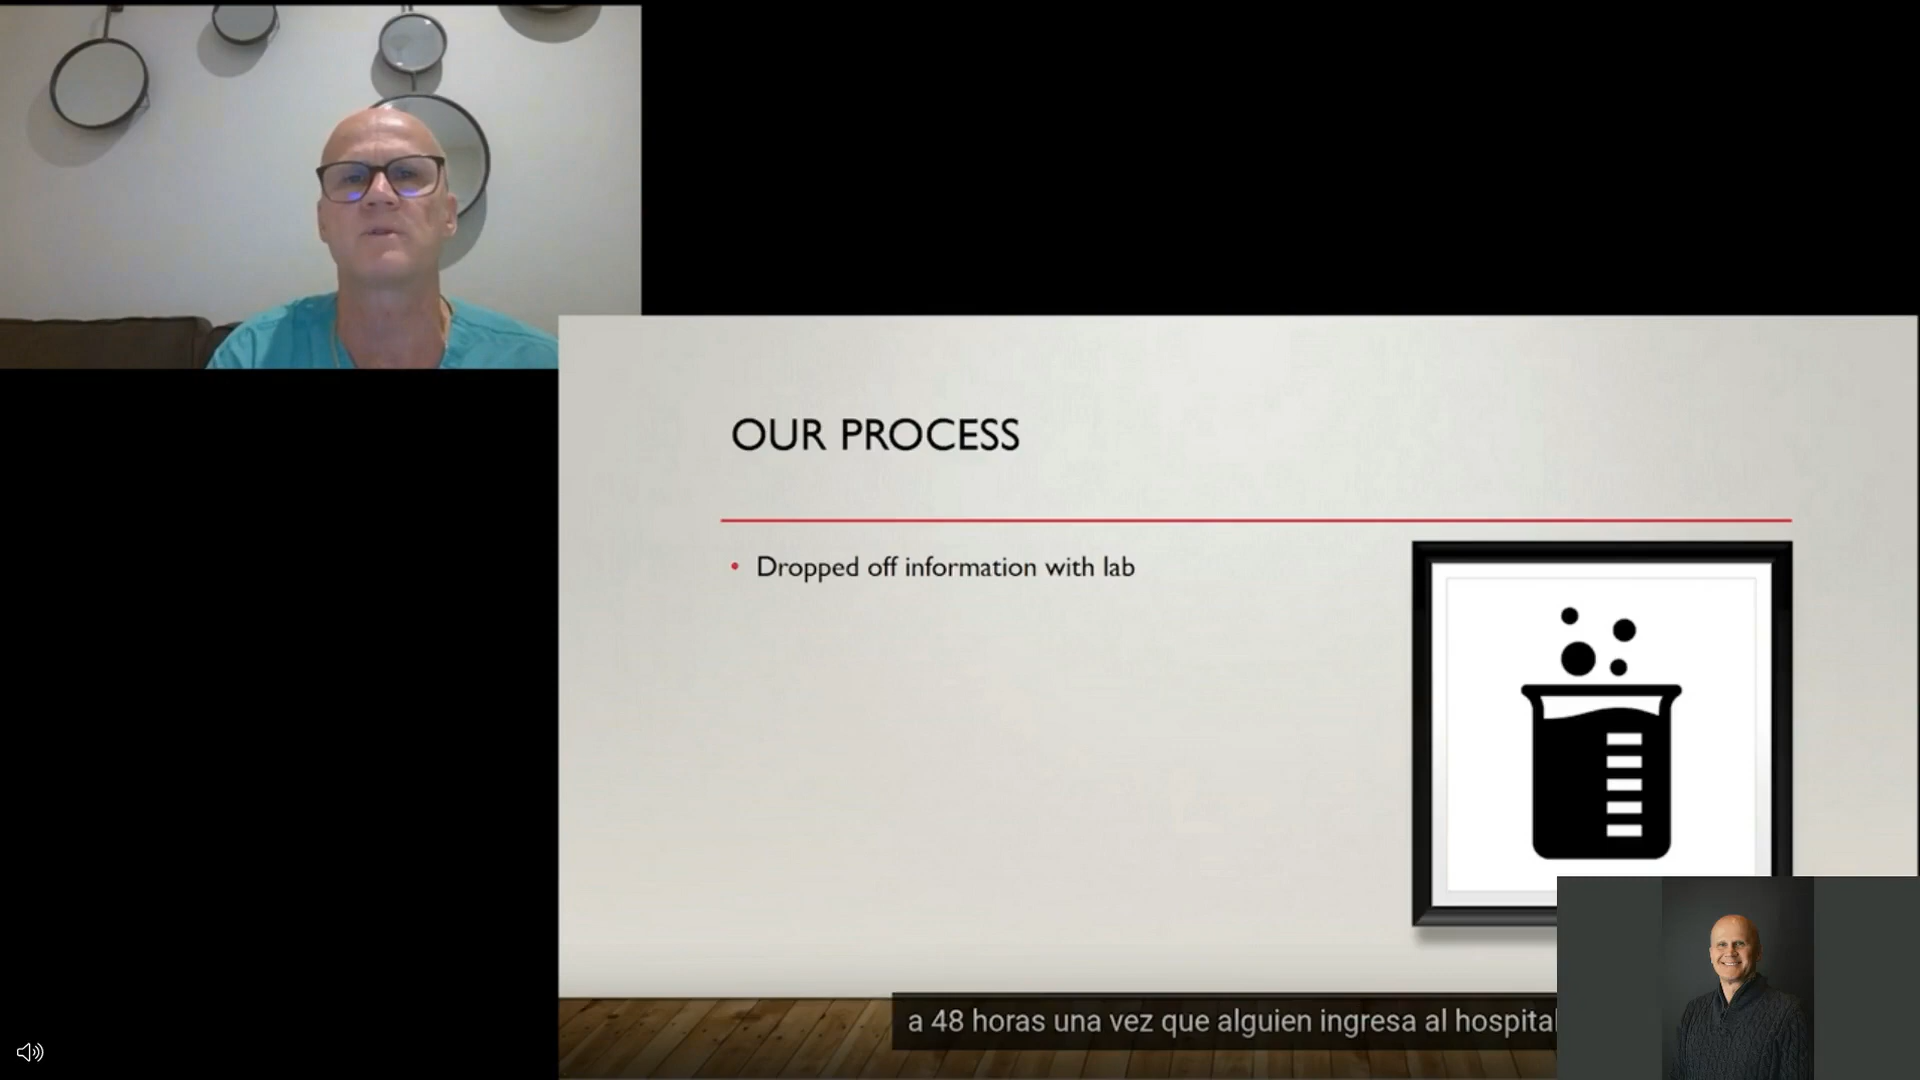 OUR PROCESS
• Dropped off information with lab
a 48 horas una vez que alguien ingresa al hospital